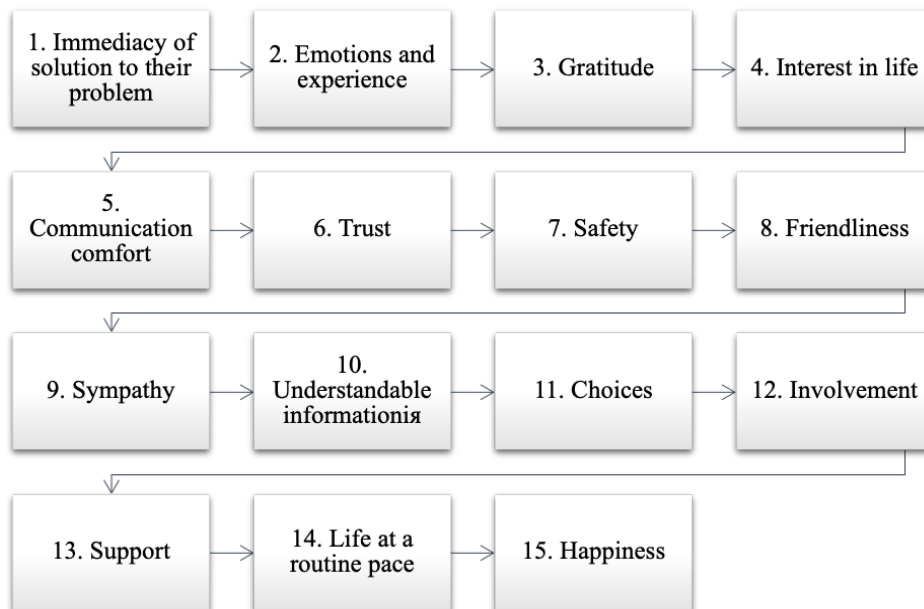 1. Immediacy of
solution to their
problem
2. Emotions and
experience
3. Gratitude
4. Interest in life
5.
Communication
comfort
6. Trust
7. Safety
8. Friendliness
9. Sympathy
10.
Understandable
informationія
11. Choices
12. Involvement
13. Support
14. Life at a
routine pace
15. Happiness